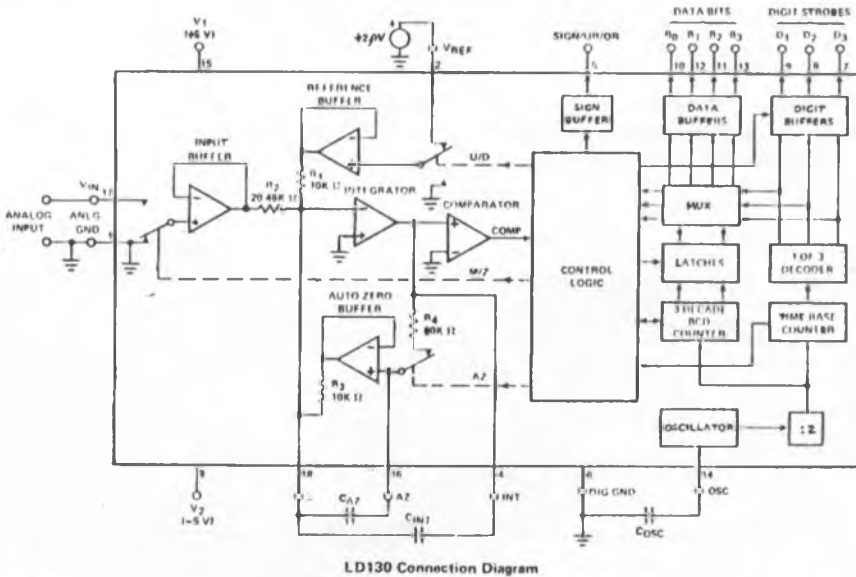 DATA BITS DIGIT STROBES
V1
(+5 V)
+2.0V
VREF
SIGN/UR/OR
B0 B1 B2 B3 D1 D2 D3
15 2 5 10 12 11 13 9 8 7
REFERENCE
BUFFER
SIGN
BUFFER
DATA
BUFFERS
DIGIT
BUFFERS
INPUT
BUFFER
U/D
R1
10K Ω
R2
20.48K Ω
INTEGRATOR
COMPARATOR
VIN 17
ANALOG
INPUT
ANLG
GND
COMP
MUX
CONTROL
LOGIC
M/Z
LATCHES
1 OF 3
DECODER
AUTO ZERO
BUFFER
R4
80K Ω
3 DECADE
BCD
COUNTER
TIME BASE
COUNTER
R3
10K Ω
AZ
OSCILLATOR
÷2
9 18 16 4 6 14
V2
(-5 V)
CAZ
AZ
INT
DIG GND
OSC
CINT
COSC
LD130 Connection Diagram